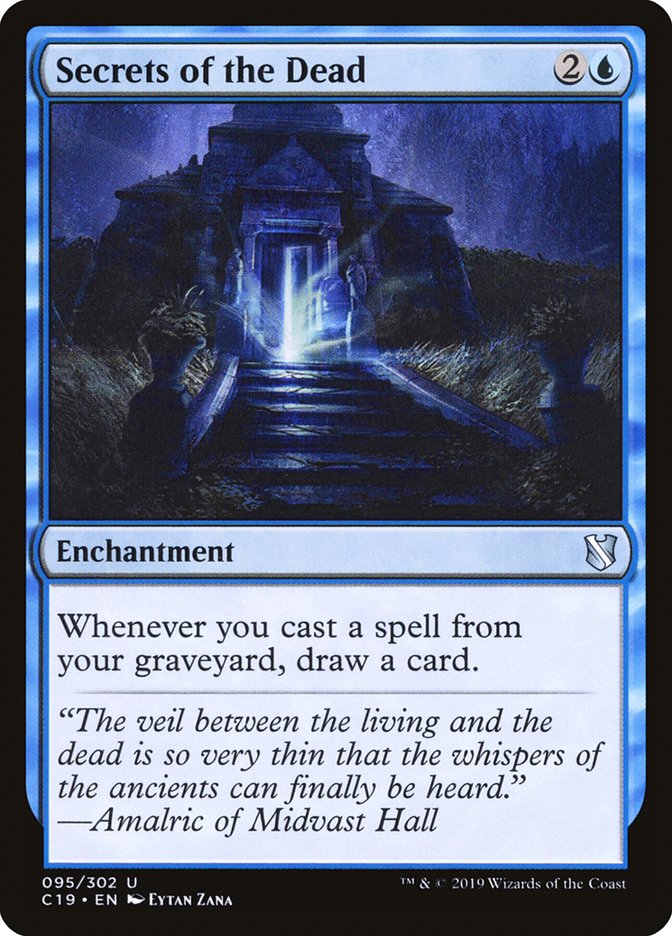 Secrets of the Dead 2
Enchantment
Whenever you cast a spell from
your graveyard, draw a card.
“The veil between the living and the
dead is so very thin that the whispers of
the ancients can finally be heard.”
—Amalric of Midvast Hall
095/302 U
C19 • EN Eytan Zana
™ & © 2019 Wizards of the Coast